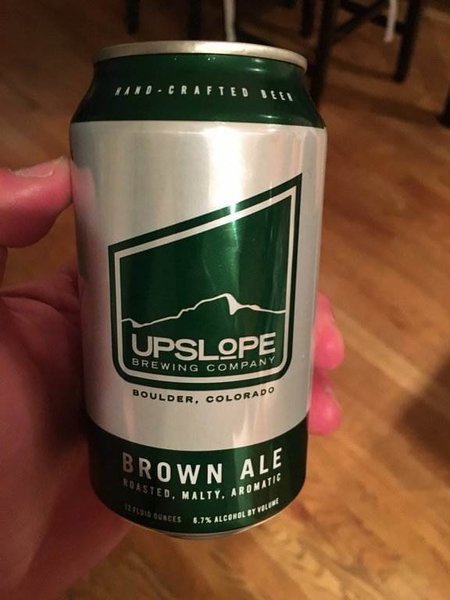 HAND-CRAFTED BEER
UPSLOPE
BREWING COMPANY
BOULDER, COLORADO
BROWN ALE
ROASTED, MALTY, AROMATIC
12 FLUID OUNCES 6.7% ALCOHOL BY VOLUME